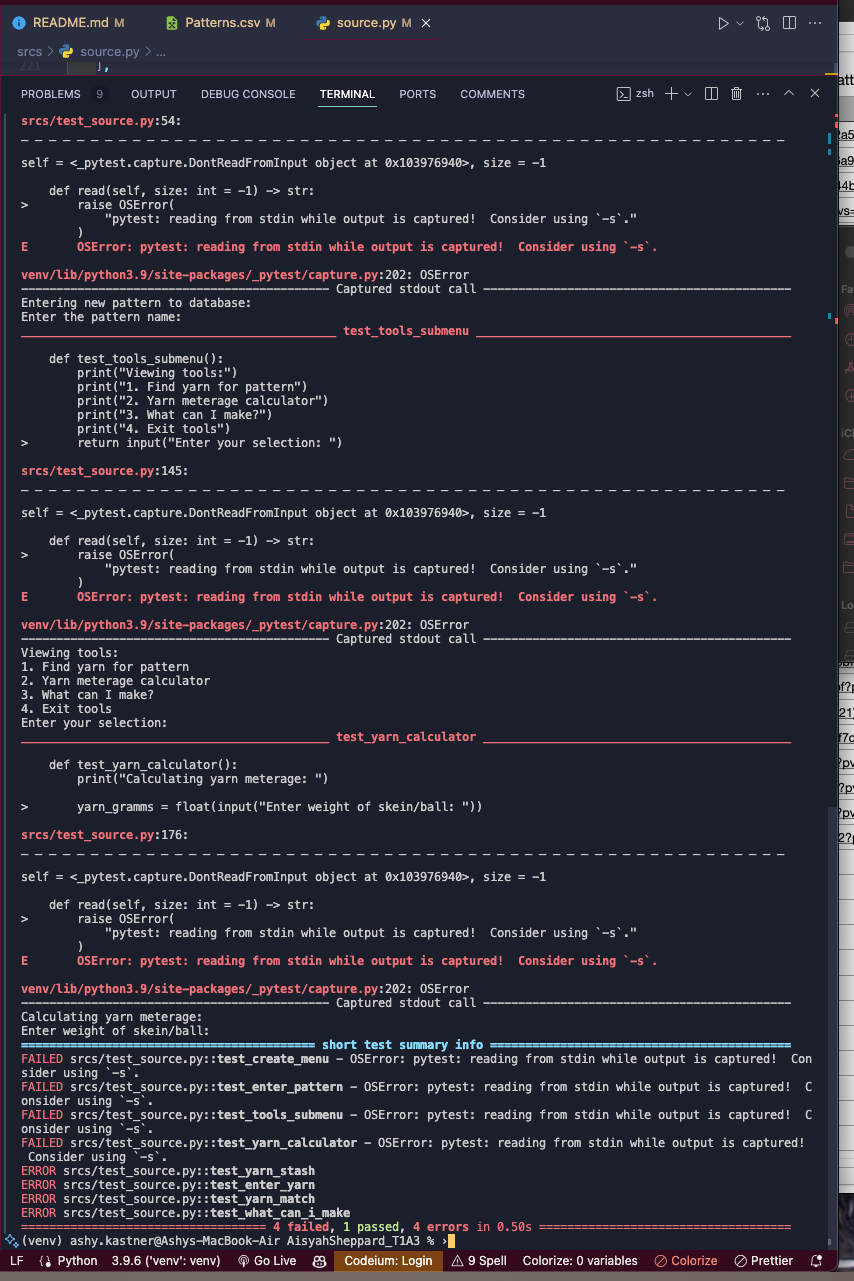 README.md M
Patterns.csv M
source.py M
srcs > source.py > ...
221 ],
PROBLEMS 9 OUTPUT DEBUG CONSOLE TERMINAL PORTS COMMENTS
zsh
srcs/test_source.py:54:
_ _ _ _ _ _ _ _ _ _ _ _ _ _ _ _ _ _ _ _ _ _ _ _ _ _ _ _ _ _ _ _ _ _ _ _ _ _ _ _ _ _ _ _ _ _ _ _ _ _ _ _ _ _ _
self = <_pytest.capture.DontReadFromInput object at 0x103976940>, size = -1
def read(self, size: int = -1) -> str:
> raise OSError(
"pytest: reading from stdin while output is captured!  Consider using `-s`."
)
E OSError: pytest: reading from stdin while output is captured!  Consider using `-s`.
venv/lib/python3.9/site-packages/_pytest/capture.py:202: OSError
-------------------------------------------- Captured stdout call --------------------------------------------
Entering new pattern to database:
Enter the pattern name:
_____________________________________________ test_tools_submenu _____________________________________________
def test_tools_submenu():
print("Viewing tools:")
print("1. Find yarn for pattern")
print("2. Yarn meterage calculator")
print("3. What can I make?")
print("4. Exit tools")
> return input("Enter your selection: ")
srcs/test_source.py:145:
_ _ _ _ _ _ _ _ _ _ _ _ _ _ _ _ _ _ _ _ _ _ _ _ _ _ _ _ _ _ _ _ _ _ _ _ _ _ _ _ _ _ _ _ _ _ _ _ _ _ _ _ _ _ _
self = <_pytest.capture.DontReadFromInput object at 0x103976940>, size = -1
def read(self, size: int = -1) -> str:
> raise OSError(
"pytest: reading from stdin while output is captured!  Consider using `-s`."
)
E OSError: pytest: reading from stdin while output is captured!  Consider using `-s`.
venv/lib/python3.9/site-packages/_pytest/capture.py:202: OSError
-------------------------------------------- Captured stdout call --------------------------------------------
Viewing tools:
1. Find yarn for pattern
2. Yarn meterage calculator
3. What can I make?
4. Exit tools
Enter your selection:
____________________________________________ test_yarn_calculator ____________________________________________
def test_yarn_calculator():
print("Calculating yarn meterage: ")
> yarn_gramms = float(input("Enter weight of skein/ball: "))
srcs/test_source.py:176:
_ _ _ _ _ _ _ _ _ _ _ _ _ _ _ _ _ _ _ _ _ _ _ _ _ _ _ _ _ _ _ _ _ _ _ _ _ _ _ _ _ _ _ _ _ _ _ _ _ _ _ _ _ _ _
self = <_pytest.capture.DontReadFromInput object at 0x103976940>, size = -1
def read(self, size: int = -1) -> str:
> raise OSError(
"pytest: reading from stdin while output is captured!  Consider using `-s`."
)
E OSError: pytest: reading from stdin while output is captured!  Consider using `-s`.
venv/lib/python3.9/site-packages/_pytest/capture.py:202: OSError
-------------------------------------------- Captured stdout call --------------------------------------------
Calculating yarn meterage:
Enter weight of skein/ball:
========================================== short test summary info ===========================================
FAILED srcs/test_source.py::test_create_menu - OSError: pytest: reading from stdin while output is captured!  Con
sider using `-s`.
FAILED srcs/test_source.py::test_enter_pattern - OSError: pytest: reading from stdin while output is captured!  C
onsider using `-s`.
FAILED srcs/test_source.py::test_tools_submenu - OSError: pytest: reading from stdin while output is captured!  C
onsider using `-s`.
FAILED srcs/test_source.py::test_yarn_calculator - OSError: pytest: reading from stdin while output is captured!
Consider using `-s`.
ERROR srcs/test_source.py::test_yarn_stash
ERROR srcs/test_source.py::test_enter_yarn
ERROR srcs/test_source.py::test_yarn_match
ERROR srcs/test_source.py::test_what_can_i_make
=================================== 4 failed, 1 passed, 4 errors in 0.50s ====================================
(venv) ashy.kastner@Ashys-MacBook-Air AisyahSheppard_T1A3 % ›
LF Python 3.9.6 ('venv': venv) Go Live Codeium: Login 9 Spell Colorize: 0 variables Colorize Prettier